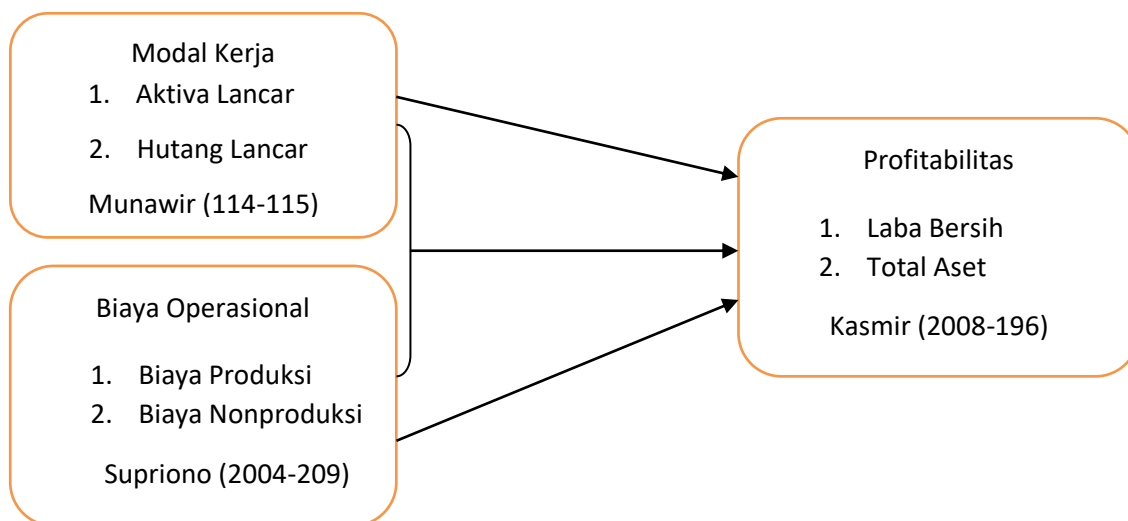 Modal Kerja
1. Aktiva Lancar
2. Hutang Lancar
Munawir (114-115)
Biaya Operasional
1. Biaya Produksi
2. Biaya Nonproduksi
Supriono (2004-209)
Profitabilitas
1. Laba Bersih
2. Total Aset
Kasmir (2008-196)